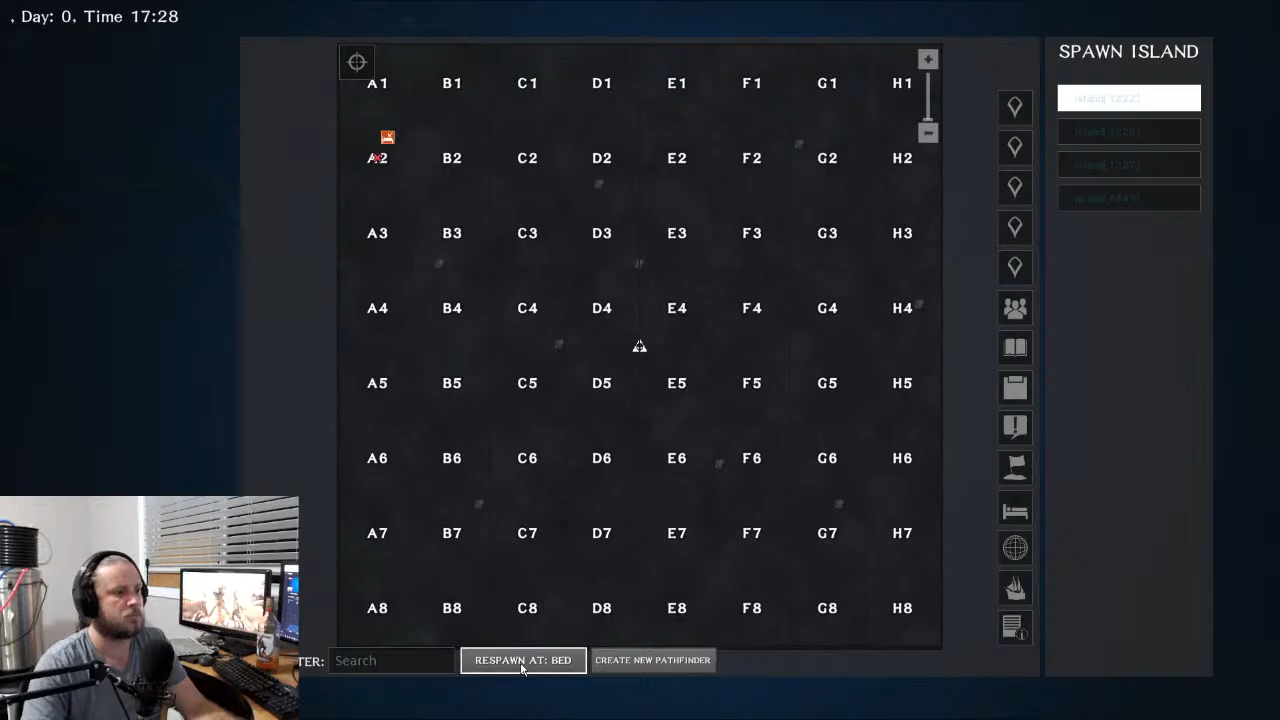 , Day: 0, Time 17:28
SPAWN ISLAND
A1 B1 C1 D1 E1 F1 G1 H1
A2 B2 C2 D2 E2 F2 G2 H2
A3 B3 C3 D3 E3 F3 G3 H3
A4 B4 C4 D4 E4 F4 G4 H4
A5 B5 C5 D5 E5 F5 G5 H5
A6 B6 C6 D6 E6 F6 G6 H6
A7 B7 C7 D7 E7 F7 G7 H7
A8 B8 C8 D8 E8 F8 G8 H8
TER: Search RESPAWN AT: BED CREATE NEW PATHFINDER